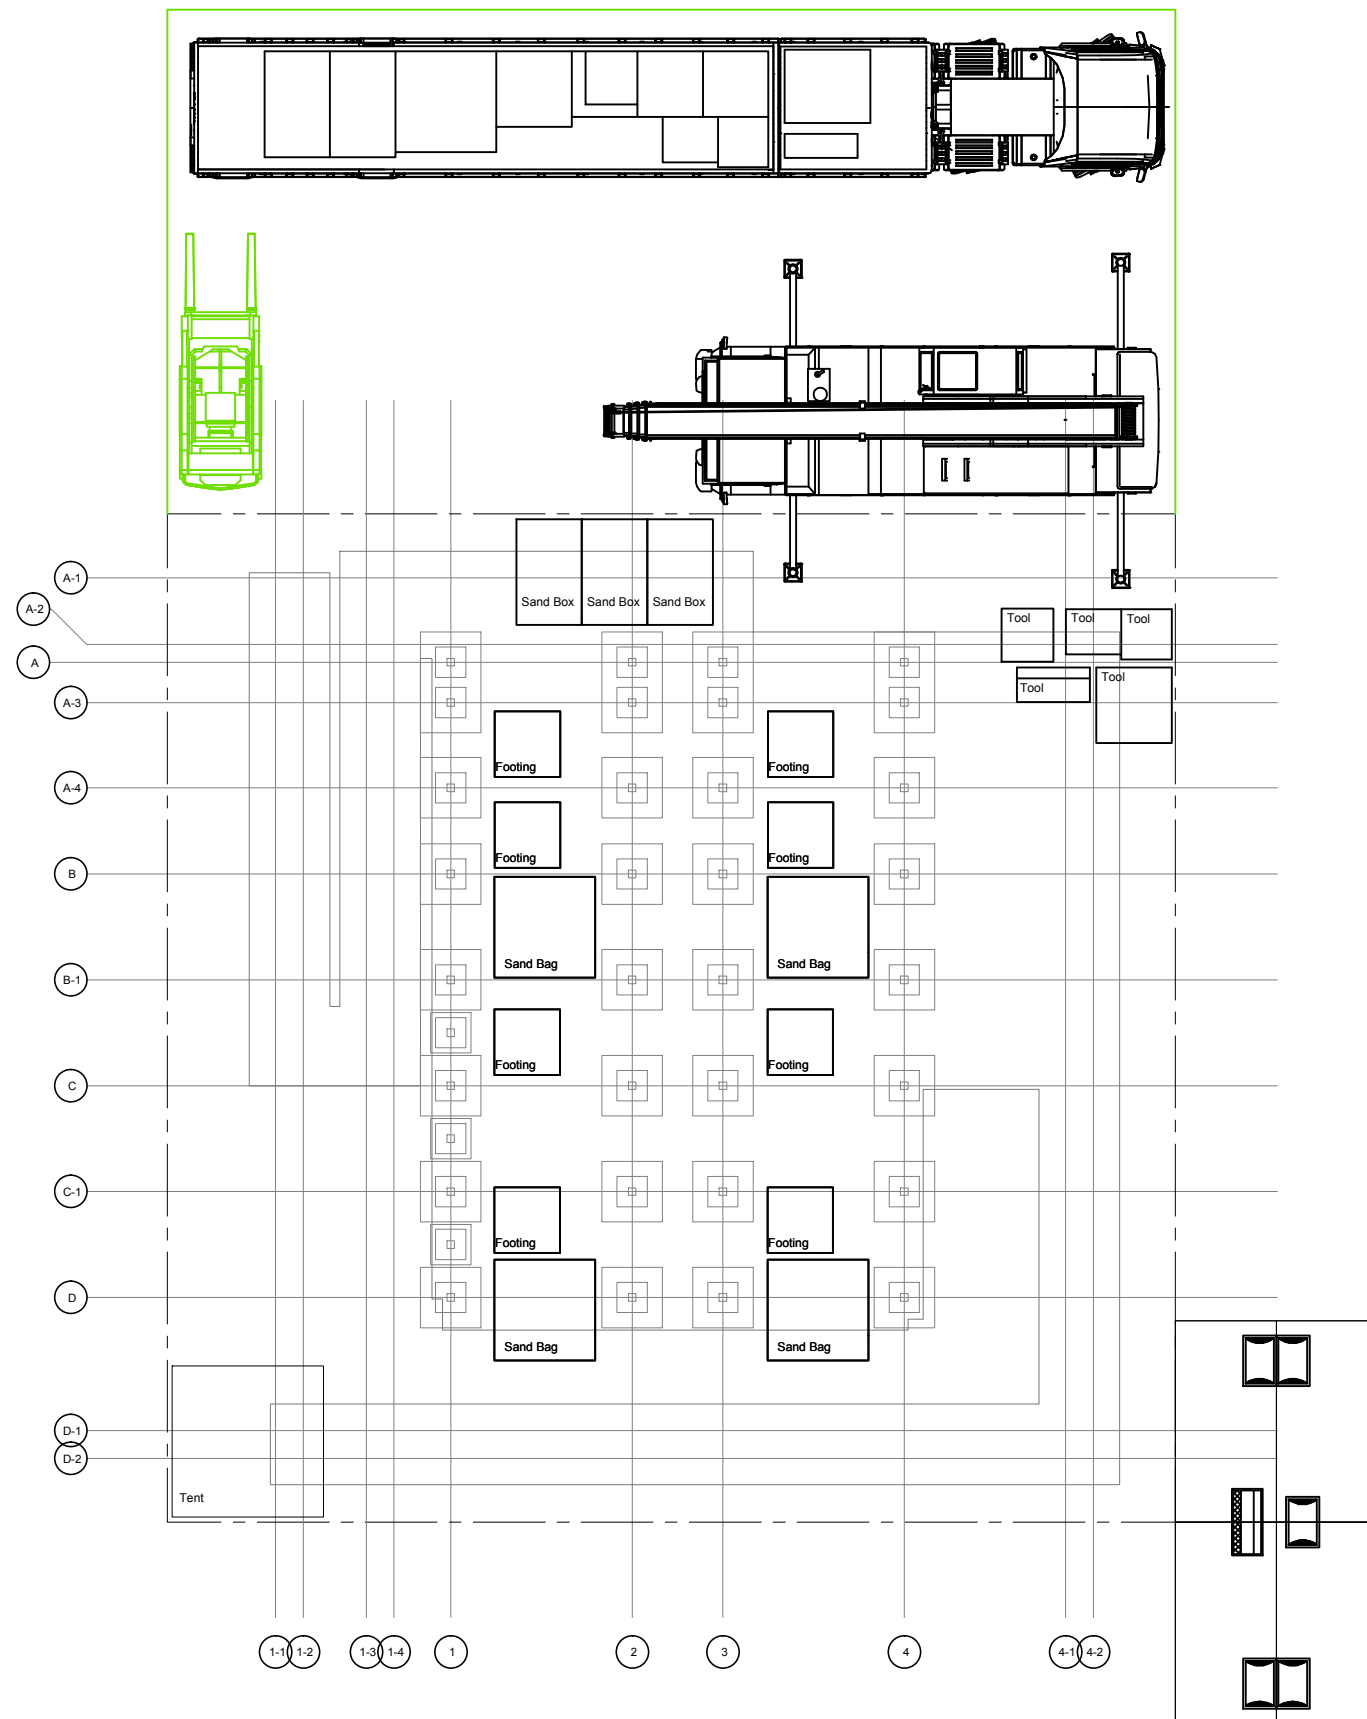 A-1
Sand Box Sand Box Sand Box
A-2
Tool Tool Tool
A
Tool
Tool
A-3
Footing Footing
A-4
Footing Footing
B
Sand Bag Sand Bag
B-1
Footing Footing
C
C-1
Footing Footing
D
Sand Bag Sand Bag
D-1
D-2
Tent
1-1 1-2 1-3 1-4 1 2 3 4 4-1 4-2